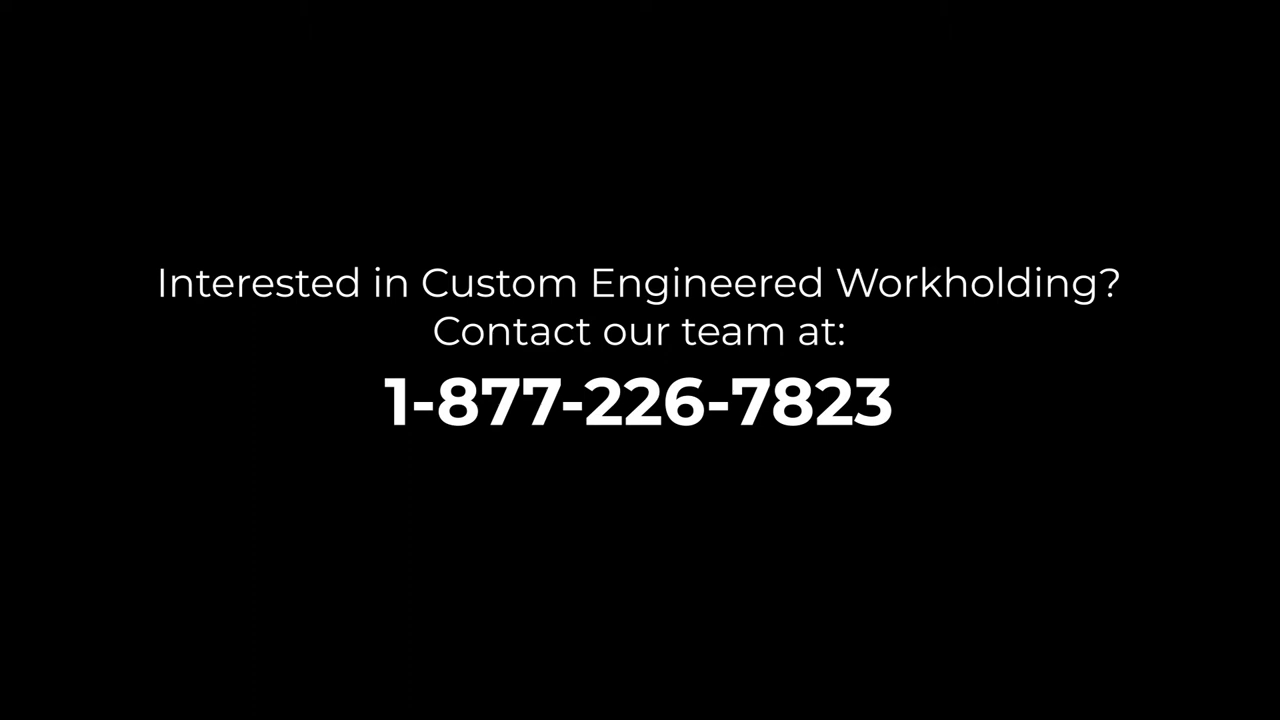 Interested in Custom Engineered Workholding?
Contact our team at:
1-877-226-7823